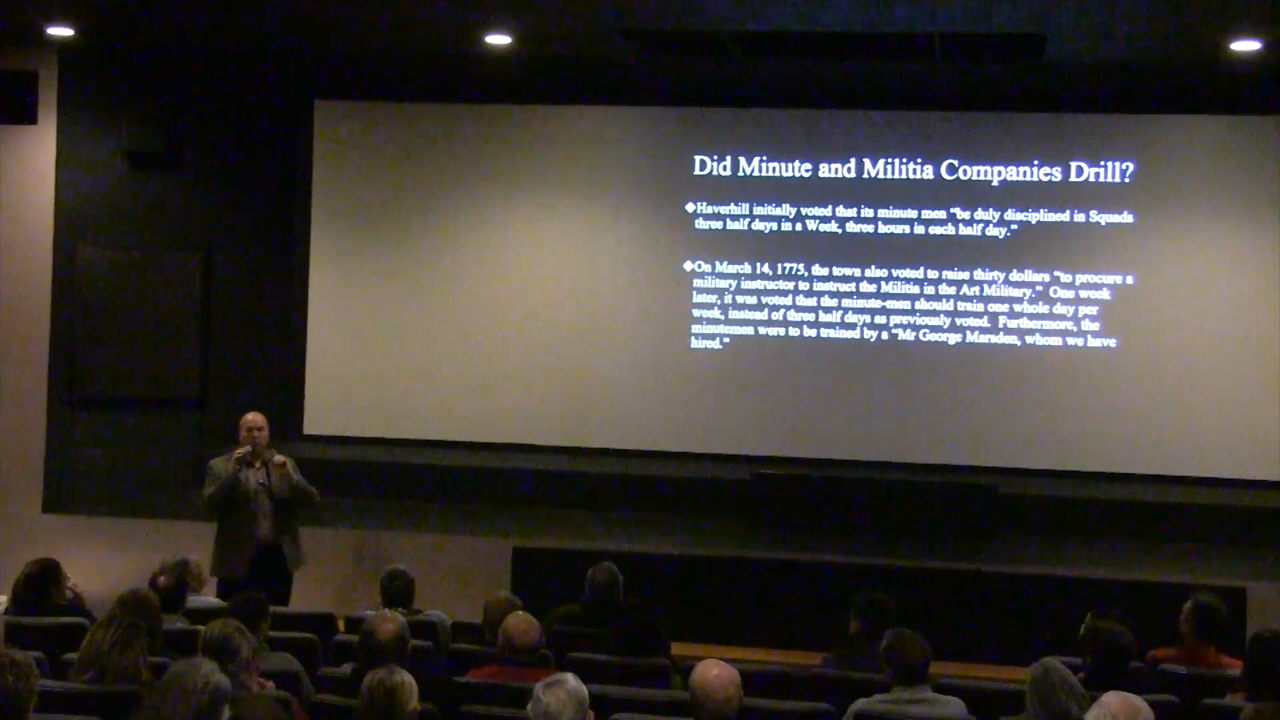 Did Minute and Militia Companies Drill?
◆Haverhill initially voted that its minute men “be duly disciplined in Squads
three half days in a Week, three hours in each half day.”
◆On March 14, 1775, the town also voted to raise thirty dollars “to procure a
military instructor to instruct the Militia in the Art Military.” One week
later, it was voted that the minute-men should train one whole day per
week, instead of three half days as previously voted. Furthermore, the
minutemen were to be trained by a “Mr George Marsden, whom we have
hired.”